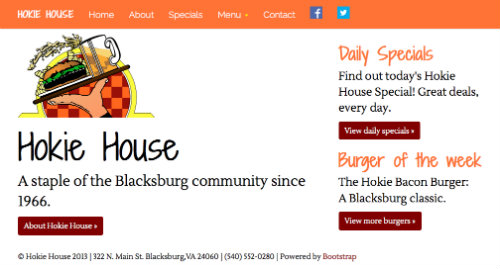 HOKIE HOUSE Home About Specials Menu Contact
Hokie House
A staple of the Blacksburg community since
1966.
About Hokie House »
Daily Specials
Find out today's Hokie
House Special! Great deals,
every day.
View daily specials »
Burger of the week
The Hokie Bacon Burger:
A Blacksburg classic.
View more burgers »
© Hokie House 2013 | 322 N. Main St. Blacksburg,VA 24060 | (540) 552-0280 | Powered by Bootstrap